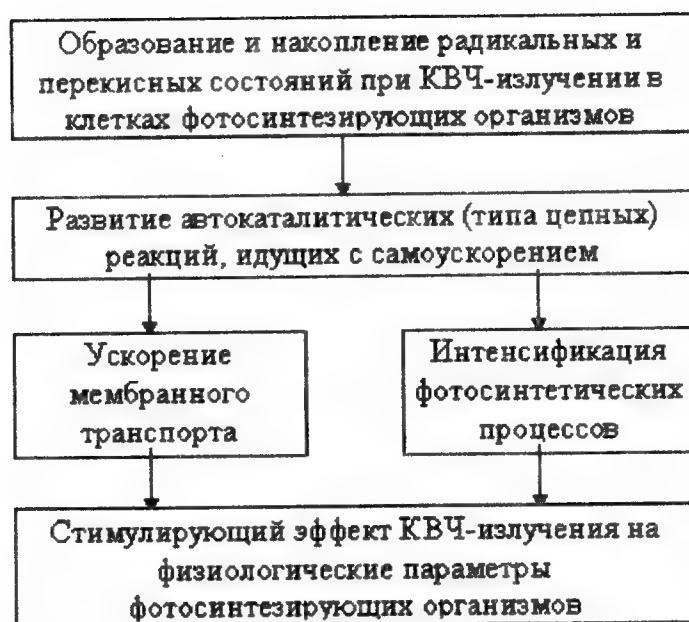 Образование и накопление радикальных и
перекисных состояний при КВЧ-излучении в
клетках фотосинтезирующих организмов
Развитие автокаталитических (типа цепных)
реакций, идущих с самоускорением
Ускорение
мембранного
транспорта
Интенсификация
фотосинтетических
процессов
Стимулирующий эффект КВЧ-излучения на
физиологические параметры
фотосинтезирующих организмов